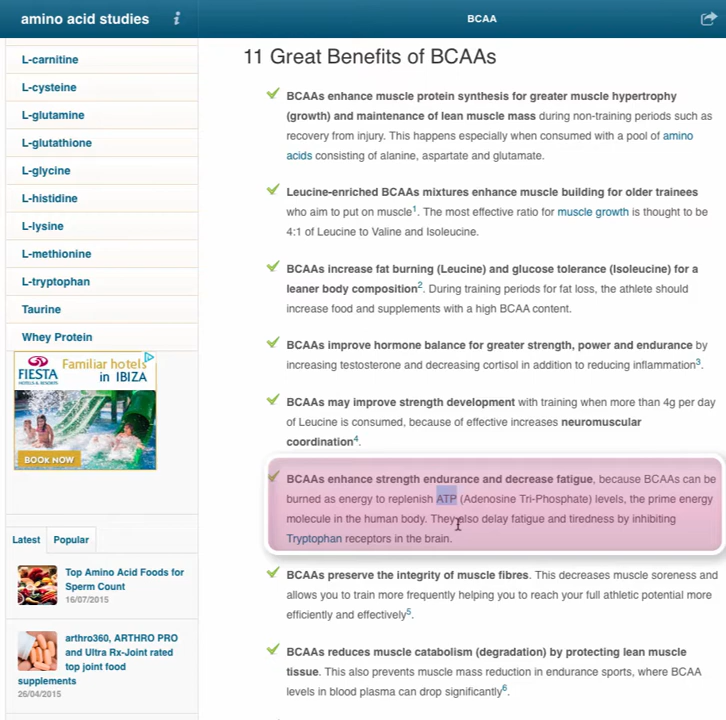 amino acid studies
i
BCAA
L-carnitine
L-cysteine
L-glutamine
L-glutathione
L-glycine
L-histidine
L-lysine
L-methionine
L-tryptophan
Taurine
Whey Protein
FIESTA
HOTELS & RESORTS
Familiar hotels
in IBIZA
BOOK NOW
Latest
Popular
Top Amino Acid Foods for
Sperm Count
16/07/2015
arthro360, ARTHRO PRO
and Ultra Rx-Joint rated
top joint food
supplements
26/04/2015
11 Great Benefits of BCAAs
BCAAs enhance muscle protein synthesis for greater muscle hypertrophy
(growth) and maintenance of lean muscle mass during non-training periods such as
recovery from injury. This happens especially when consumed with a pool of amino
acids consisting of alanine, aspartate and glutamate.
Leucine-enriched BCAAs mixtures enhance muscle building for older trainees
who aim to put on muscle1. The most effective ratio for muscle growth is thought to be
4:1 of Leucine to Valine and Isoleucine.
BCAAs increase fat burning (Leucine) and glucose tolerance (Isoleucine) for a
leaner body composition2. During training periods for fat loss, the athlete should
increase food and supplements with a high BCAA content.
BCAAs improve hormone balance for greater strength, power and endurance by
increasing testosterone and decreasing cortisol in addition to reducing inflammation3.
BCAAs may improve strength development with training when more than 4g per day
of Leucine is consumed, because of effective increases neuromuscular
coordination4.
BCAAs enhance strength endurance and decrease fatigue, because BCAAs can be
burned as energy to replenish ATP (Adenosine Tri-Phosphate) levels, the prime energy
molecule in the human body. They also delay fatigue and tiredness by inhibiting
Tryptophan receptors in the brain.
BCAAs preserve the integrity of muscle fibres. This decreases muscle soreness and
allows you to train more frequently helping you to reach your full athletic potential more
efficiently and effectively5.
BCAAs reduces muscle catabolism (degradation) by protecting lean muscle
tissue. This also prevents muscle mass reduction in endurance sports, where BCAA
levels in blood plasma can drop significantly6.